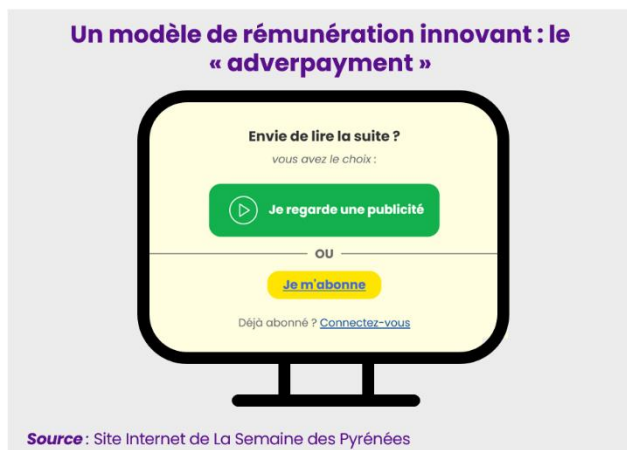 Un modèle de rémunération innovant : le
« adverpayment »
Envie de lire la suite ?
vous avez le choix :
Je regarde une publicité
OU
Je m'abonne
Déjà abonné ? Connectez-vous
Source : Site Internet de La Semaine des Pyrénées